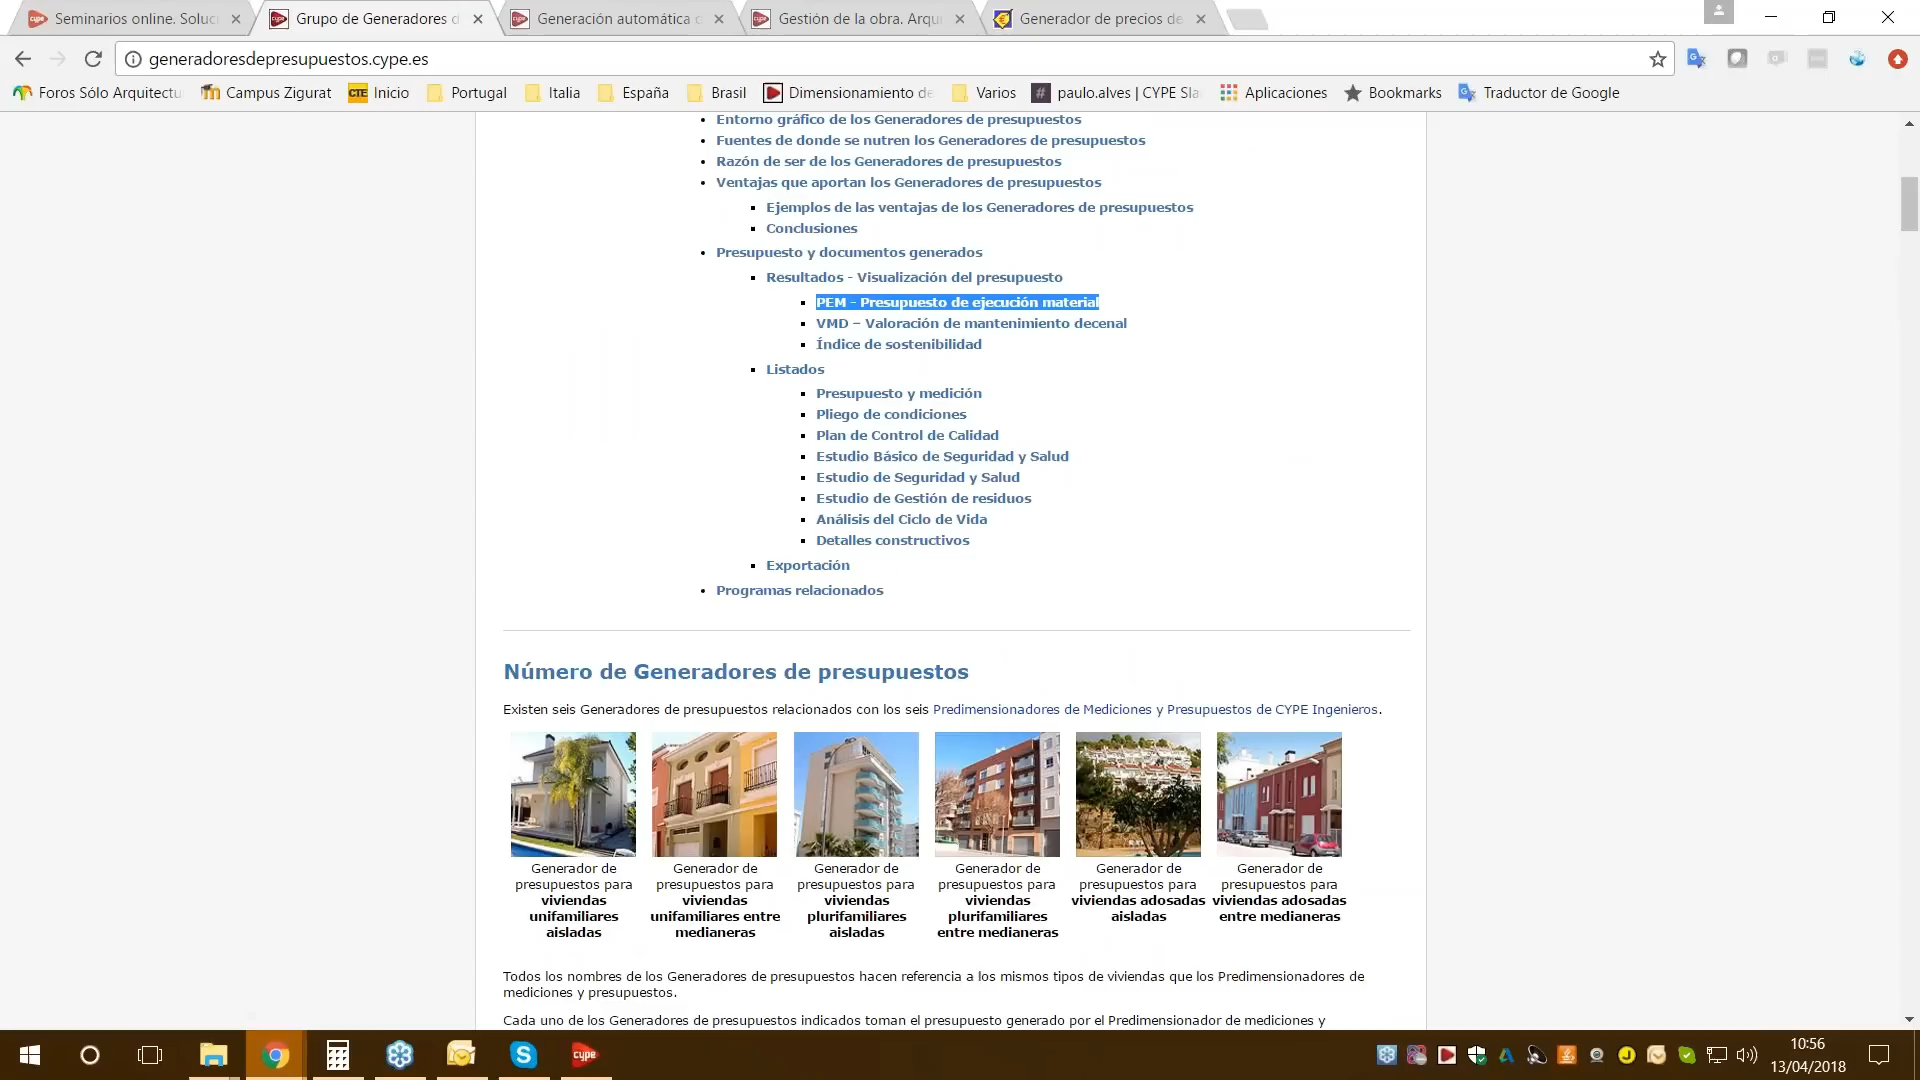 Seminarios online. Soluc
Grupo de Generadores d
Generación automática d
Gestión de la obra. Arqu
Generador de precios de
generadoresdepresupuestos.cype.es
Foros Sólo Arquitectu
Campus Zigurat
CTE Inicio
Portugal
Italia
España
Brasil
Dimensionamiento de
Varios
# paulo.alves | CYPE Sla
Aplicaciones
Bookmarks
Traductor de Google
• Entorno gráfico de los Generadores de presupuestos
• Fuentes de donde se nutren los Generadores de presupuestos
• Razón de ser de los Generadores de presupuestos
• Ventajas que aportan los Generadores de presupuestos
▪ Ejemplos de las ventajas de los Generadores de presupuestos
▪ Conclusiones
• Presupuesto y documentos generados
▪ Resultados - Visualización del presupuesto
▪ PEM - Presupuesto de ejecución material
▪ VMD – Valoración de mantenimiento decenal
▪ Índice de sostenibilidad
▪ Listados
▪ Presupuesto y medición
▪ Pliego de condiciones
▪ Plan de Control de Calidad
▪ Estudio Básico de Seguridad y Salud
▪ Estudio de Seguridad y Salud
▪ Estudio de Gestión de residuos
▪ Análisis del Ciclo de Vida
▪ Detalles constructivos
▪ Exportación
• Programas relacionados
Número de Generadores de presupuestos
Existen seis Generadores de presupuestos relacionados con los seis Predimensionadores de Mediciones y Presupuestos de CYPE Ingenieros.
Generador de
presupuestos para
viviendas
unifamiliares
aisladas
Generador de
presupuestos para
viviendas
unifamiliares entre
medianeras
Generador de
presupuestos para
viviendas
plurifamiliares
aisladas
Generador de
presupuestos para
viviendas
plurifamiliares
entre medianeras
Generador de
presupuestos para
viviendas adosadas
aisladas
Generador de
presupuestos para
viviendas adosadas
entre medianeras
Todos los nombres de los Generadores de presupuestos hacen referencia a los mismos tipos de viviendas que los Predimensionadores de
mediciones y presupuestos.
Cada uno de los Generadores de presupuestos indicados toman el presupuesto generado por el Predimensionador de mediciones y
cype
10:56
13/04/2018